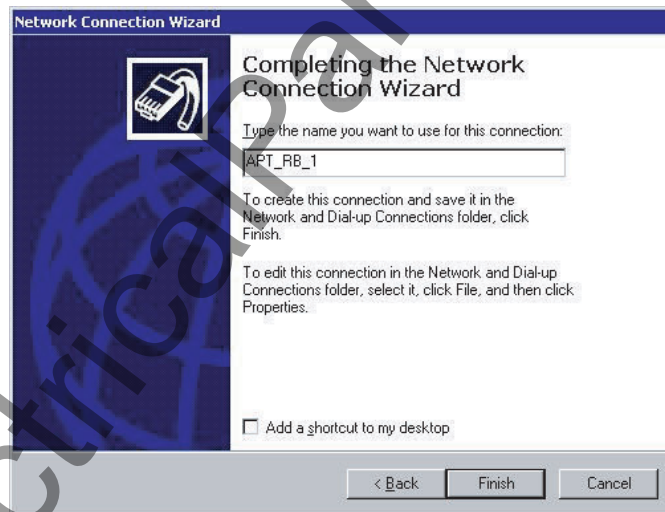 Network Connection Wizard
Completing the Network
Connection Wizard
Type the name you want to use for this connection:
APT_RB_1
To create this connection and save it in the
Network and Dial-up Connections folder, click
Finish.
To edit this connection in the Network and Dial-up
Connections folder, select it, click File, and then click
Properties.
Add a shortcut to my desktop
< Back
Finish
Cancel